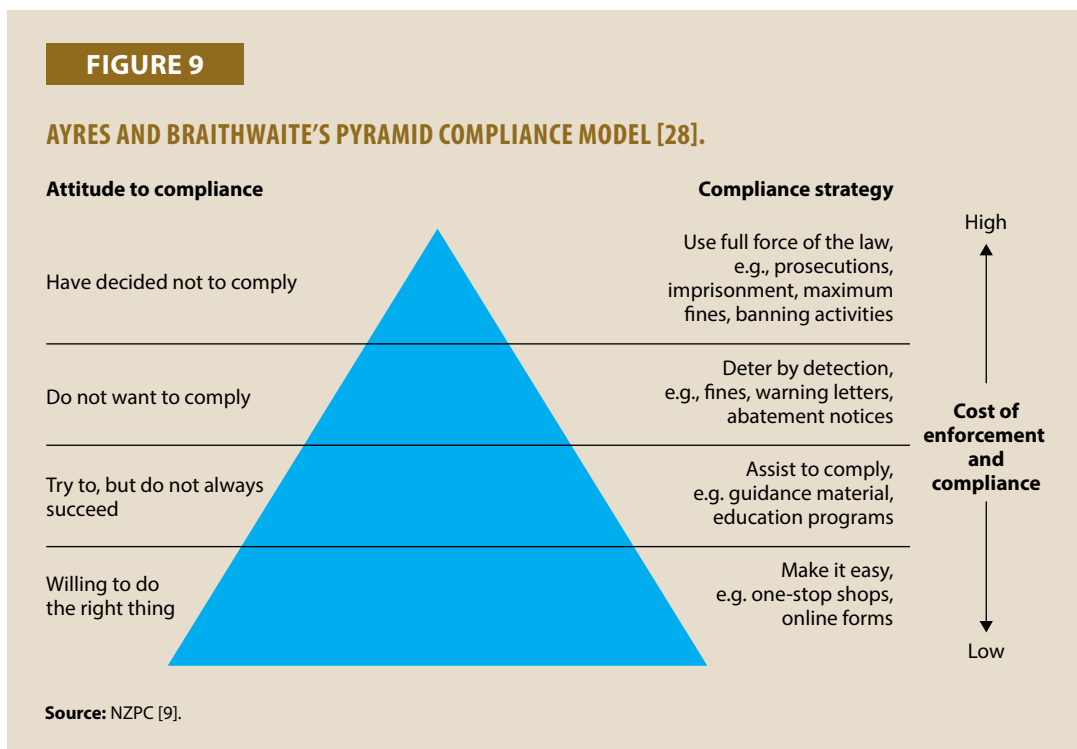 FIGURE 9
AYRES AND BRAITHWAITE'S PYRAMID COMPLIANCE MODEL [28].
Attitude to compliance
Compliance strategy
High
Have decided not to comply
Use full force of the law,
e.g., prosecutions,
imprisonment, maximum
fines, banning activities
Do not want to comply
Deter by detection,
e.g., fines, warning letters,
abatement notices
Try to, but do not always
succeed
Assist to comply,
e.g. guidance material,
education programs
Willing to do
the right thing
Make it easy,
e.g. one-stop shops,
online forms
Cost of
enforcement
and
compliance
Low
Source: NZPC [9].